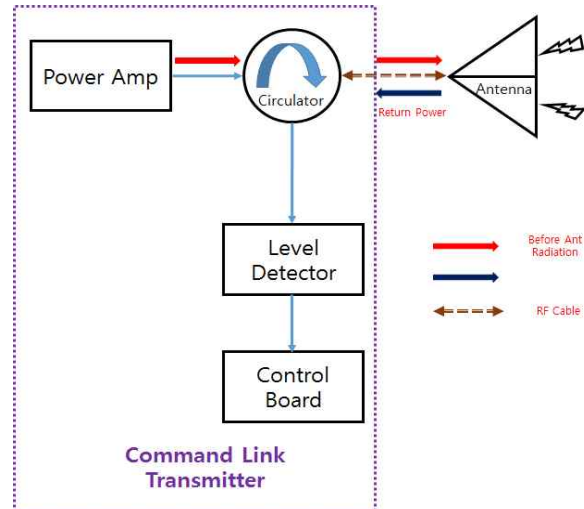 Power Amp
Circulator
Return Power
Antenna
Level
Detector
Before Ant
Radiation
RF Cable
Control
Board
Command Link
Transmitter